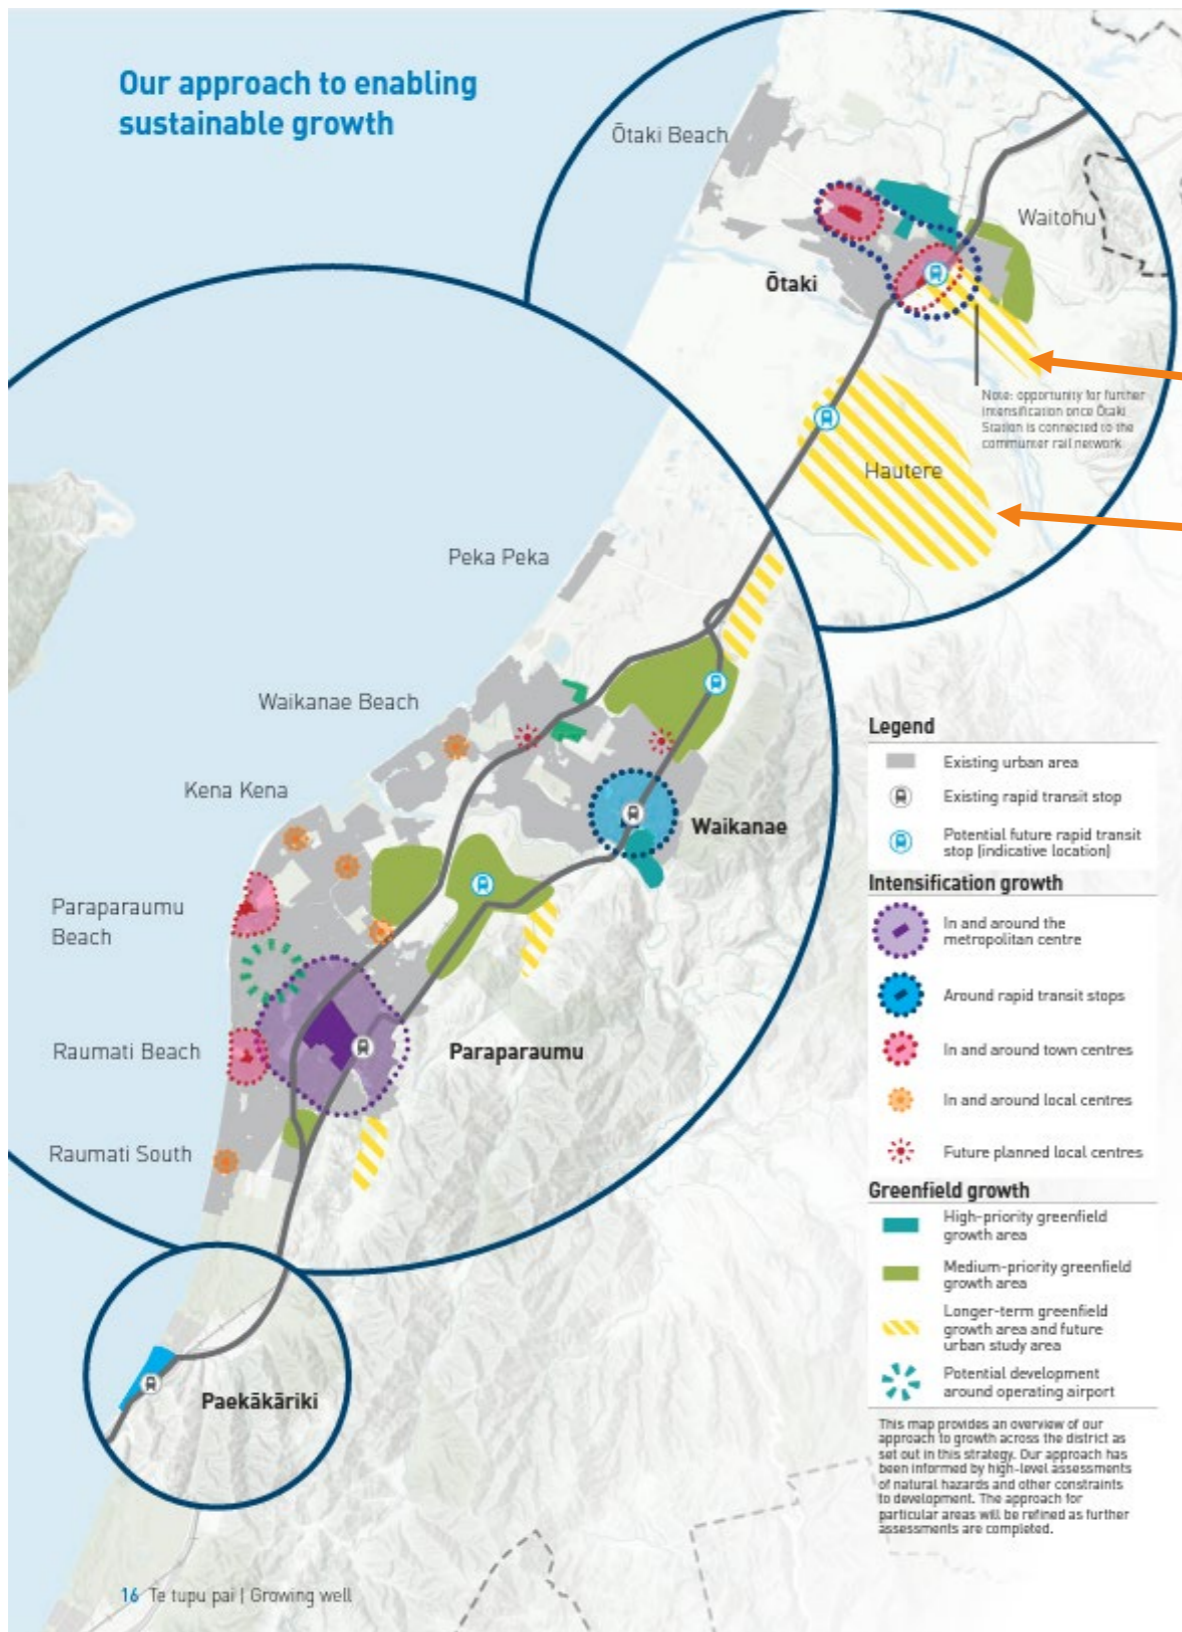 Our approach to enabling
sustainable growth
Ōtaki Beach
Waitohu
Ōtaki
Note: opportunity for further
intensification once Ōtaki
Station is connected to the
commuter rail network
Hautere
Peka Peka
Waikanae Beach
Kena Kena
Waikanae
Paraparaumu
Beach
Raumati Beach
Paraparaumu
Raumati South
Paekākāriki
Legend
Existing urban area
Existing rapid transit stop
Potential future rapid transit
stop (indicative location)
Intensification growth
In and around the
metropolitan centre
Around rapid transit stops
In and around town centres
In and around local centres
Future planned local centres
Greenfield growth
High-priority greenfield
growth area
Medium-priority greenfield
growth area
Longer-term greenfield
growth area and future
urban study area
Potential development
around operating airport
This map provides an overview of our
approach to growth across the district as
set out in this strategy. Our approach has
been informed by high-level assessments
of natural hazards and other constraints
to development. The approach for
particular areas will be refined as further
assessments are completed.
16 Te tupu pai | Growing well